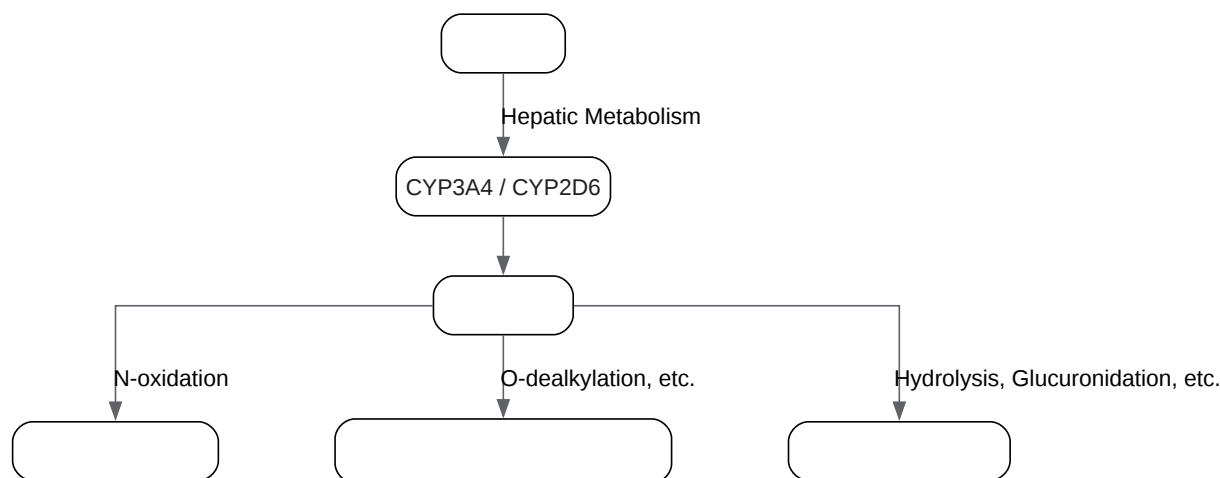 Hepatic Metabolism
CYP3A4 / CYP2D6
N-oxidation
O-dealkylation, etc.
Hydrolysis, Glucuronidation, etc.